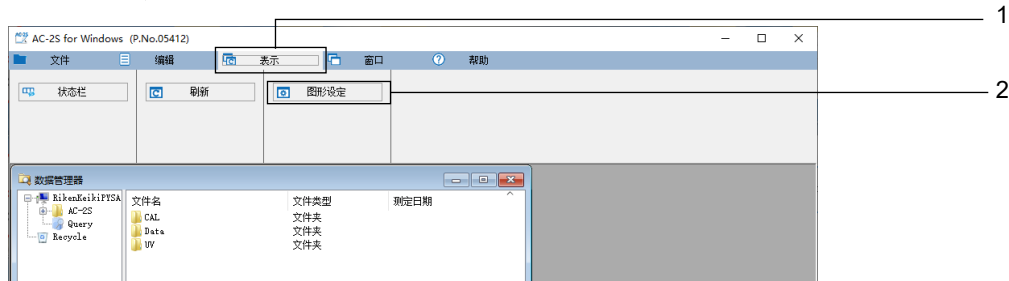 1
AC-2S for Windows (P.No.05412)
文件 编辑 表示 窗口 帮助
状态栏 刷新 图形设定
2
数据管理器
RikenKeikiPYSA
AC-2S
Query
Recycle
文件名 文件类型 测定日期
CAL 文件夹
Data 文件夹
UV 文件夹